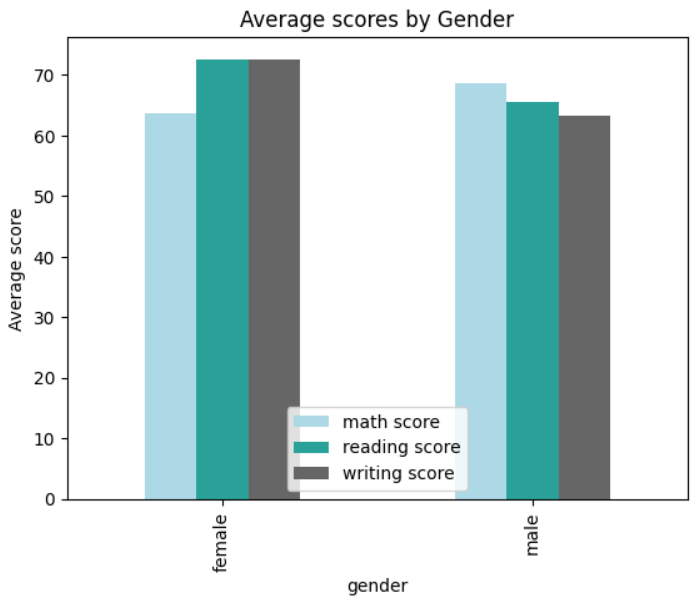 Average scores by Gender
70
60
50
40
30
20
10
0
Average score
math score
reading score
writing score
female
male
gender